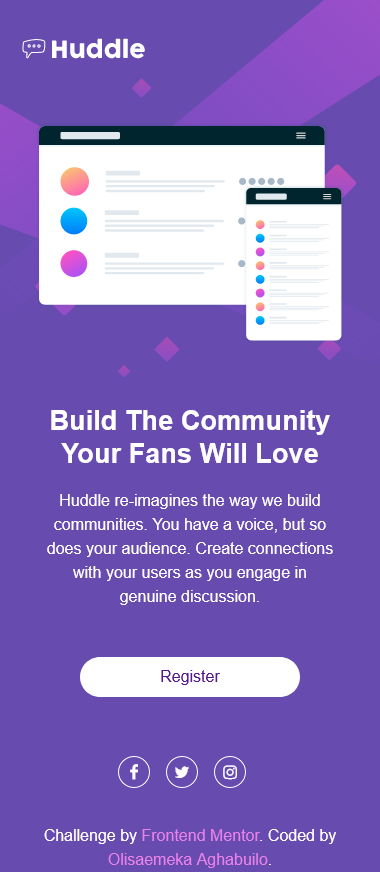 Huddle
Build The Community
Your Fans Will Love
Huddle re-imagines the way we build
communities. You have a voice, but so
does your audience. Create connections
with your users as you engage in
genuine discussion.
Register
Challenge by Frontend Mentor. Coded by
Olisaemeka Aghabuilo.